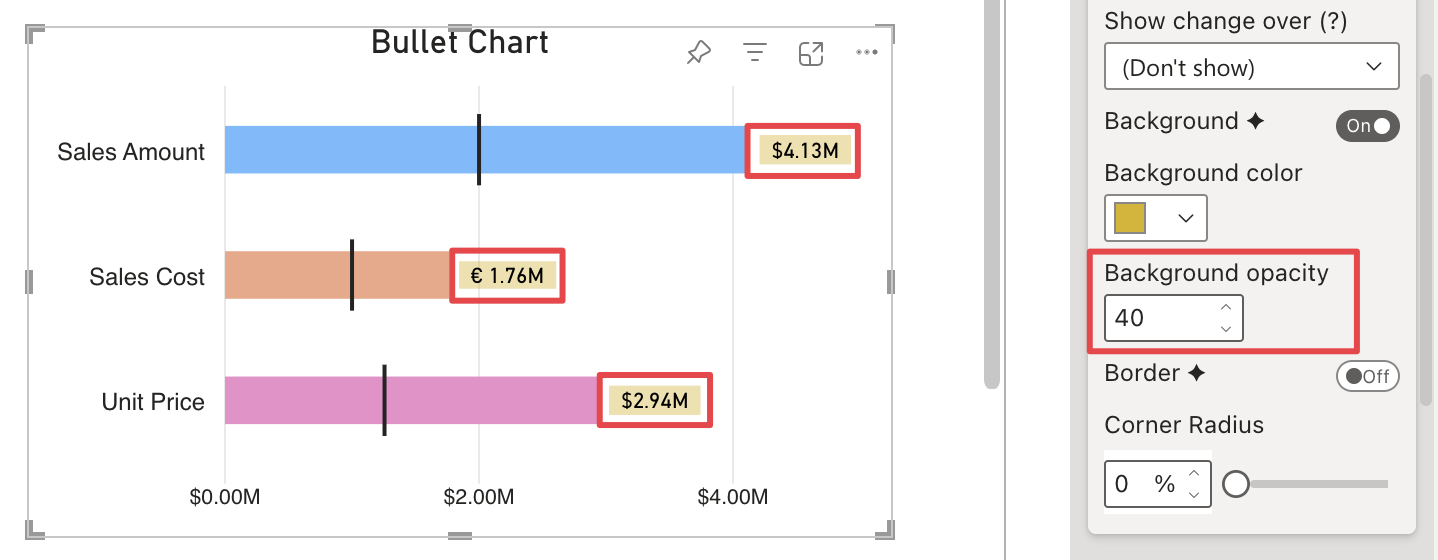 Bullet Chart
Sales Amount
$4.13M
Sales Cost
€ 1.76M
Unit Price
$2.94M
$0.00M
$2.00M
$4.00M
Show change over (?)
(Don't show)
Background
On
Background color
Background opacity
40
Border
Off
Corner Radius
0 %